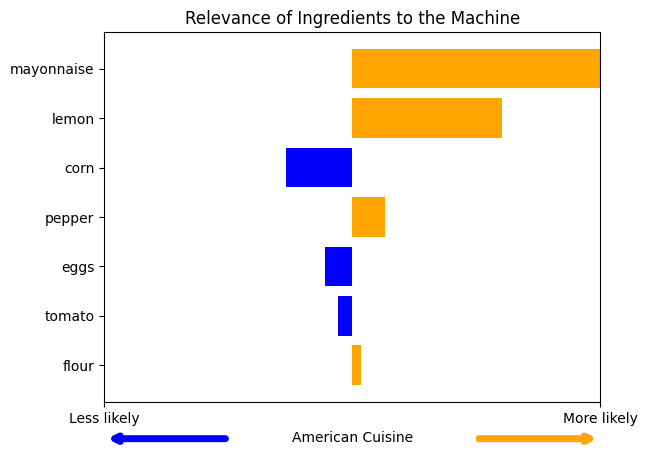 Relevance of Ingredients to the Machine
mayonnaise
lemon
corn
pepper
eggs
tomato
flour
Less likely
More likely
American Cuisine